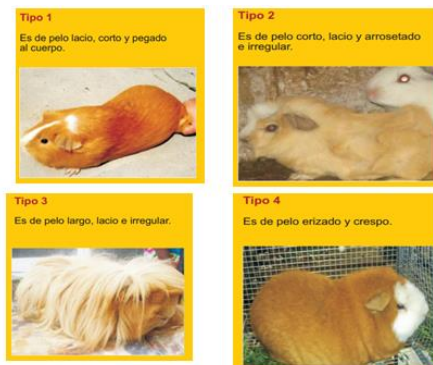 Tipo 1
Es de pelo lacio, corto y pegado
al cuerpo.
Tipo 2
Es de pelo corto, lacio y arrosetado
e irregular.
Tipo 3
Es de pelo largo, lacio e irregular.
Tipo 4
Es de pelo erizado y crespo.